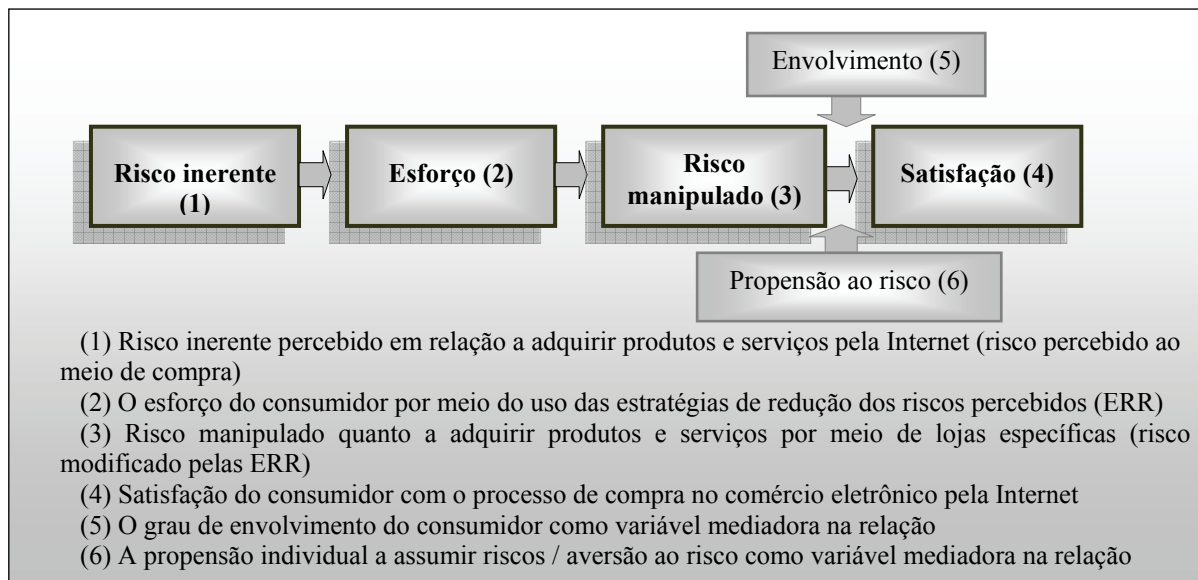 Envolvimento (5)
Risco inerente
(1)
Esforço (2)
Risco
manipulado (3)
Satisfação (4)
Propensão ao risco (6)
(1) Risco inerente percebido em relação a adquirir produtos e serviços pela Internet (risco percebido ao
meio de compra)
(2) O esforço do consumidor por meio do uso das estratégias de redução dos riscos percebidos (ERR)
(3) Risco manipulado quanto a adquirir produtos e serviços por meio de lojas específicas (risco
modificado pelas ERR)
(4) Satisfação do consumidor com o processo de compra no comércio eletrônico pela Internet
(5) O grau de envolvimento do consumidor como variável mediadora na relação
(6) A propensão individual a assumir riscos / aversão ao risco como variável mediadora na relação